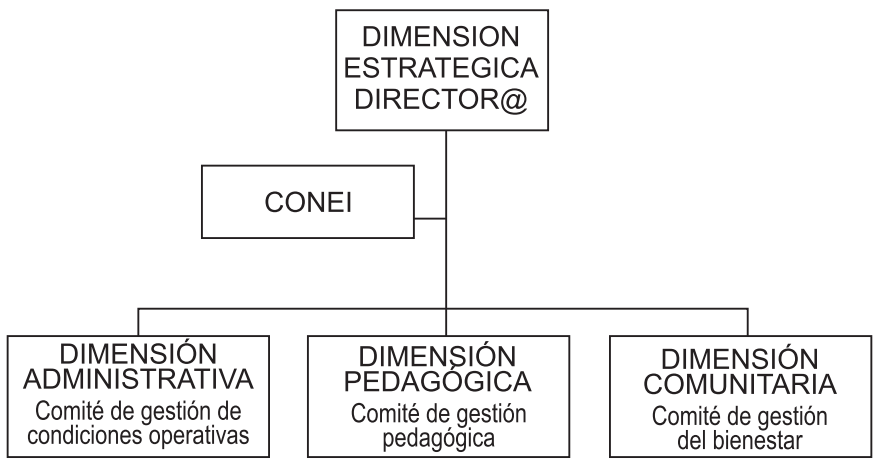 DIMENSION
ESTRATEGICA
DIRECTOR@
CONEI
DIMENSIÓN
ADMINISTRATIVA
Comité de gestión de
condiciones operativas
DIMENSIÓN
PEDAGÓGICA
Comité de gestión
pedagógica
DIMENSIÓN
COMUNITARIA
Comité de gestión
del bienestar